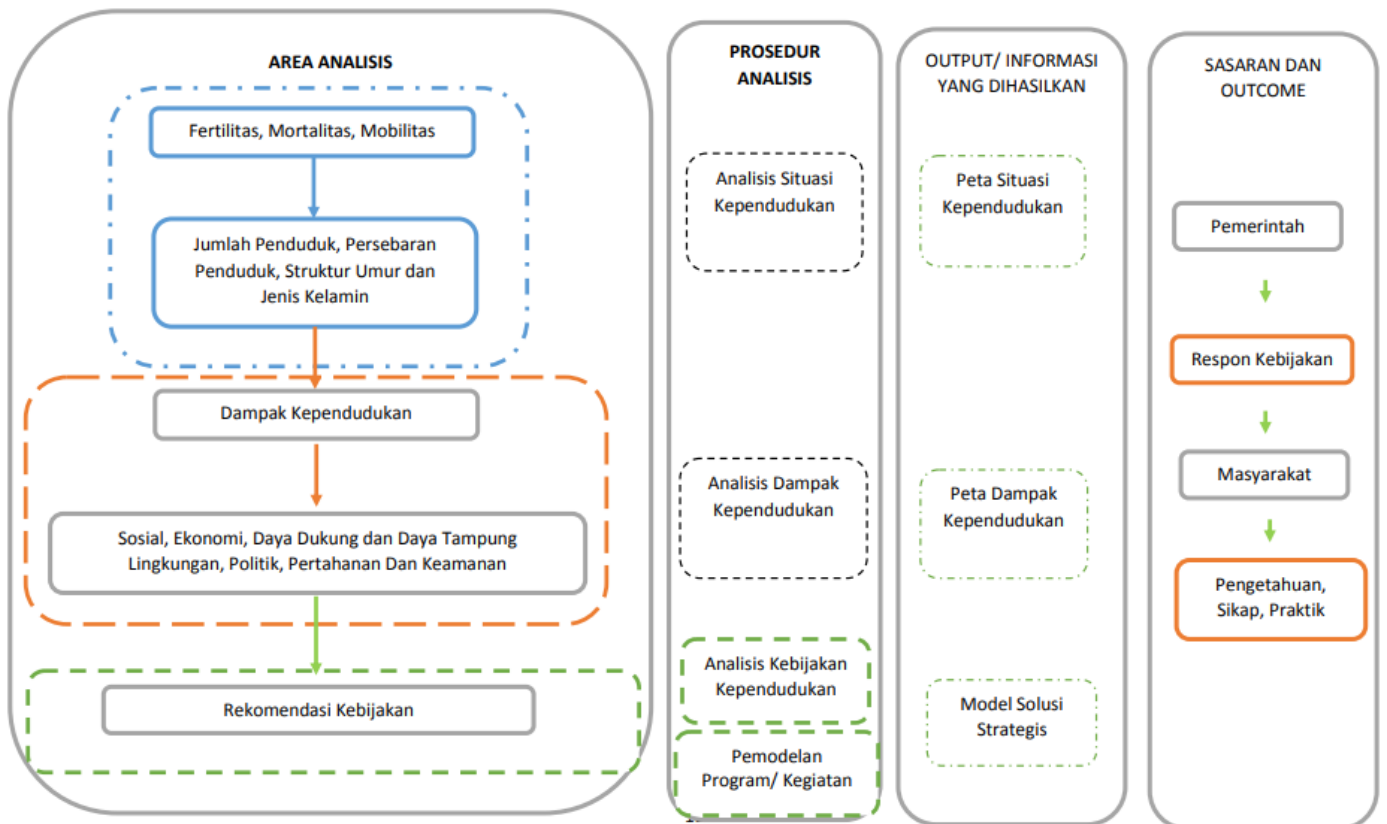 AREA ANALISIS
Fertilitas, Mortalitas, Mobilitas
Jumlah Penduduk, Persebaran
Penduduk, Struktur Umur dan
Jenis Kelamin
Dampak Kependudukan
Sosial, Ekonomi, Daya Dukung dan Daya Tampung
Lingkungan, Politik, Pertahanan Dan Keamanan
Rekomendasi Kebijakan
PROSEDUR
ANALISIS
Analisis Situasi
Kependudukan
Analisis Dampak
Kependudukan
Analisis Kebijakan
Kependudukan
Pemodelan
Program/ Kegiatan
OUTPUT/ INFORMASI
YANG DIHASILKAN
Peta Situasi
Kependudukan
Peta Dampak
Kependudukan
Model Solusi
Strategis
SASARAN DAN
OUTCOME
Pemerintah
Respon Kebijakan
Masyarakat
Pengetahuan,
Sikap, Praktik